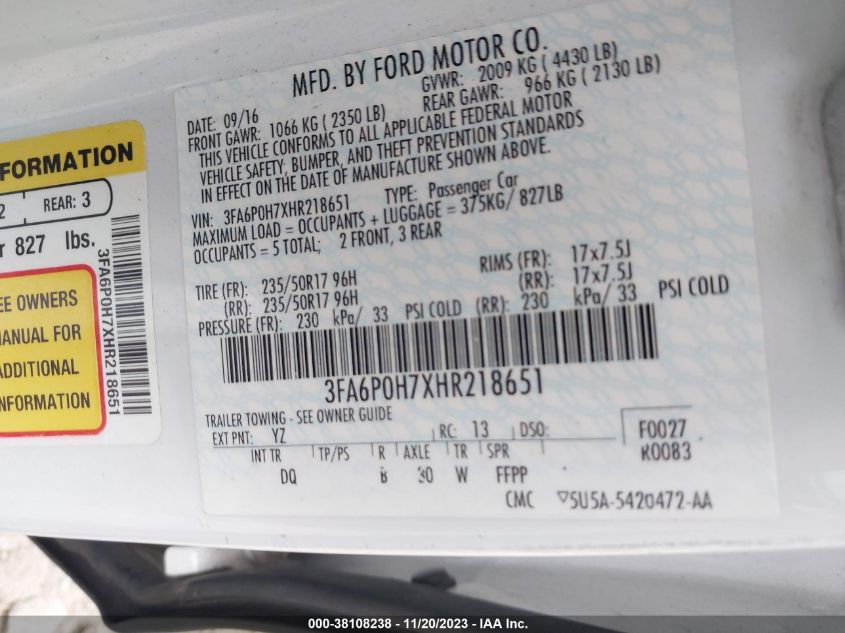 MFD. BY FORD MOTOR CO.
DATE: 09/16 GVWR: 2009 KG ( 4430 LB)
FRONT GAWR: 1066 KG ( 2350 LB) REAR GAWR: 966 KG ( 2130 LB)
THIS VEHICLE CONFORMS TO ALL APPLICABLE FEDERAL MOTOR
VEHICLE SAFETY, BUMPER, AND THEFT PREVENTION STANDARDS
IN EFFECT ON THE DATE OF MANUFACTURE SHOWN ABOVE.
VIN: 3FA6P0H7XHR218651 TYPE: Passenger Car
MAXIMUM LOAD = OCCUPANTS + LUGGAGE = 375KG/ 827LB
OCCUPANTS = 5 TOTAL; 2 FRONT, 3 REAR
TIRE (FR): 235/50R17 96H RIMS (FR): 17x7.5J
(RR): 235/50R17 96H (RR): 17x7.5J
PRESSURE (FR): 230 kPa/ 33 PSI COLD (RR): 230 kPa/ 33 PSI COLD
3FA6P0H7XHR218651
TRAILER TOWING - SEE OWNER GUIDE
EXT PNT: YZ RC: 13 DSO: F0027
INT TR TP/PS R AXLE TR SPR K0083
DQ B 30 W FFPP
CMC 5U5A-5420472-AA
FORMATION
2 REAR: 3
r 827 lbs.
EE OWNERS
MANUAL FOR
ADDITIONAL
NFORMATION
3FA6P0H7XHR218651
000-38108238 - 11/20/2023 - IAA Inc.